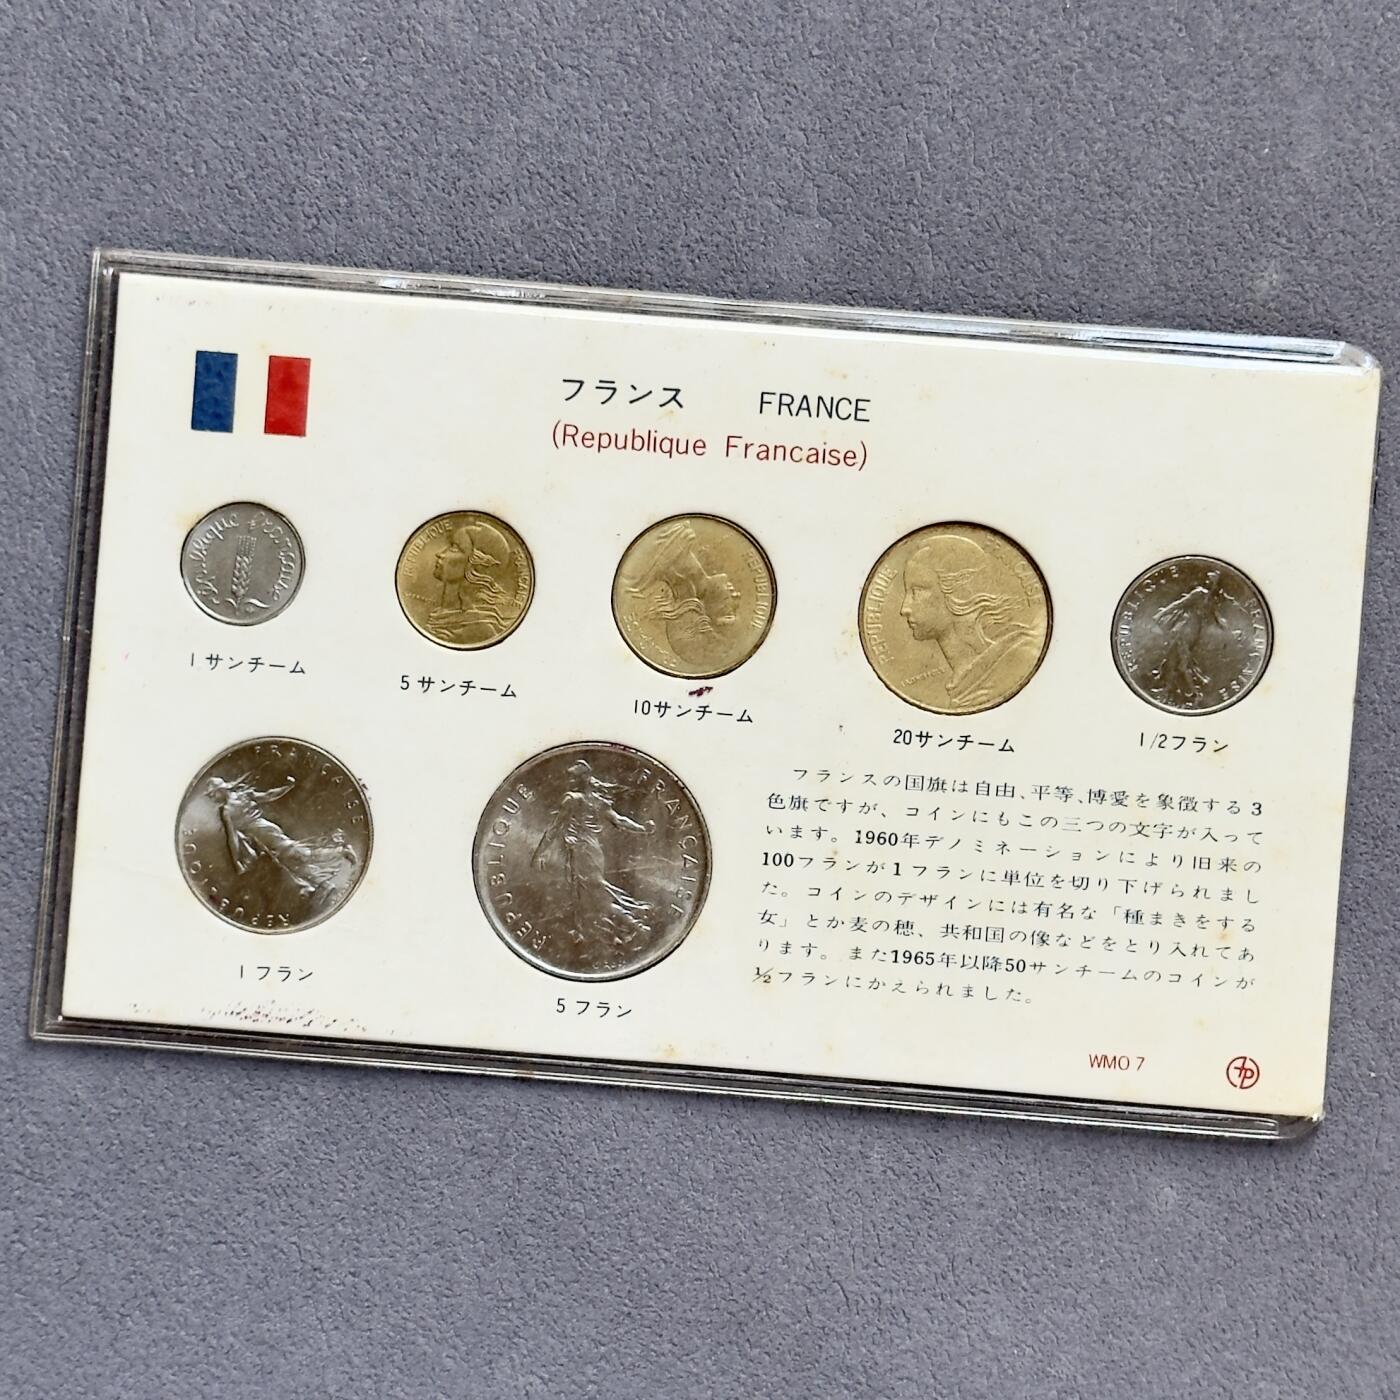 フランス FRANCE
(Republique Francaise)
République française
REPUBLIQUE FRANÇAISE
REPUBLIQUE
REPUBLIQUE FRANÇAISE
REPUBLIQUE FRANÇAISE
1サンチーム
5サンチーム
10サンチーム
20サンチーム
1/2フラン
REPUBLIQUE FRANÇAISE
REPUBLIQUE FRANÇAISE
1フラン
5フラン
フランスの国旗は自由、平等、博愛を象徴する3
色旗ですが、コインにもこの三つの文字が入って
います。1960年デノミネーションにより旧来の
100フランが1フランに単位を切り下げられまし
た。コインのデザインには有名な「種まきをする
女」とか麦の穂、共和国の像などをとり入れてあ
ります。また1965年以降50サンチームのコインが
½フランにかえられました。
WMO 7